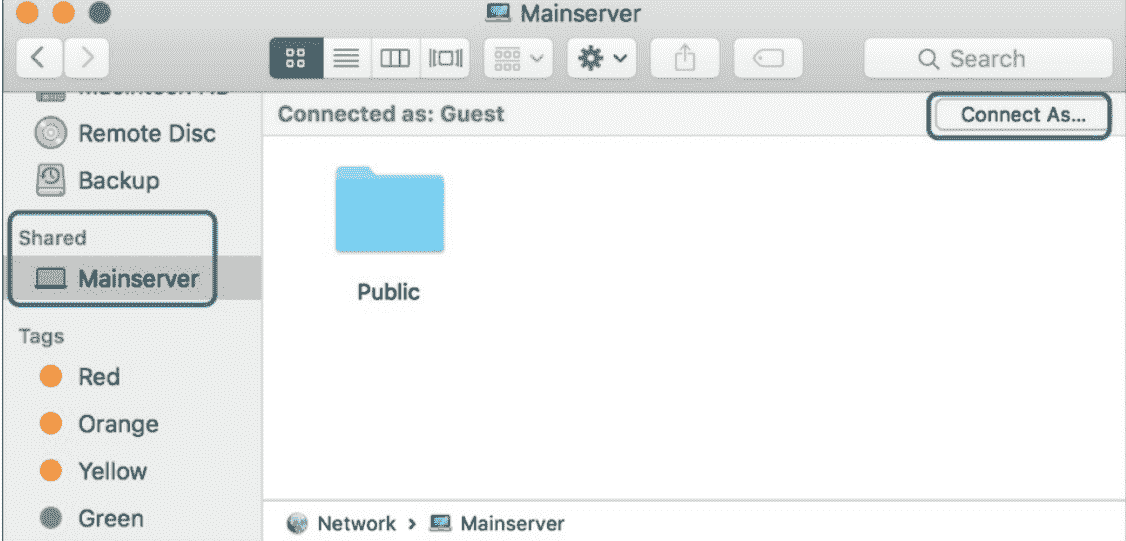 Mainserver
Search
Connected as: Guest
Connect As...
Remote Disc
Backup
Shared
Mainserver
Public
Tags
Red
Orange
Yellow
Green
Network › Mainserver